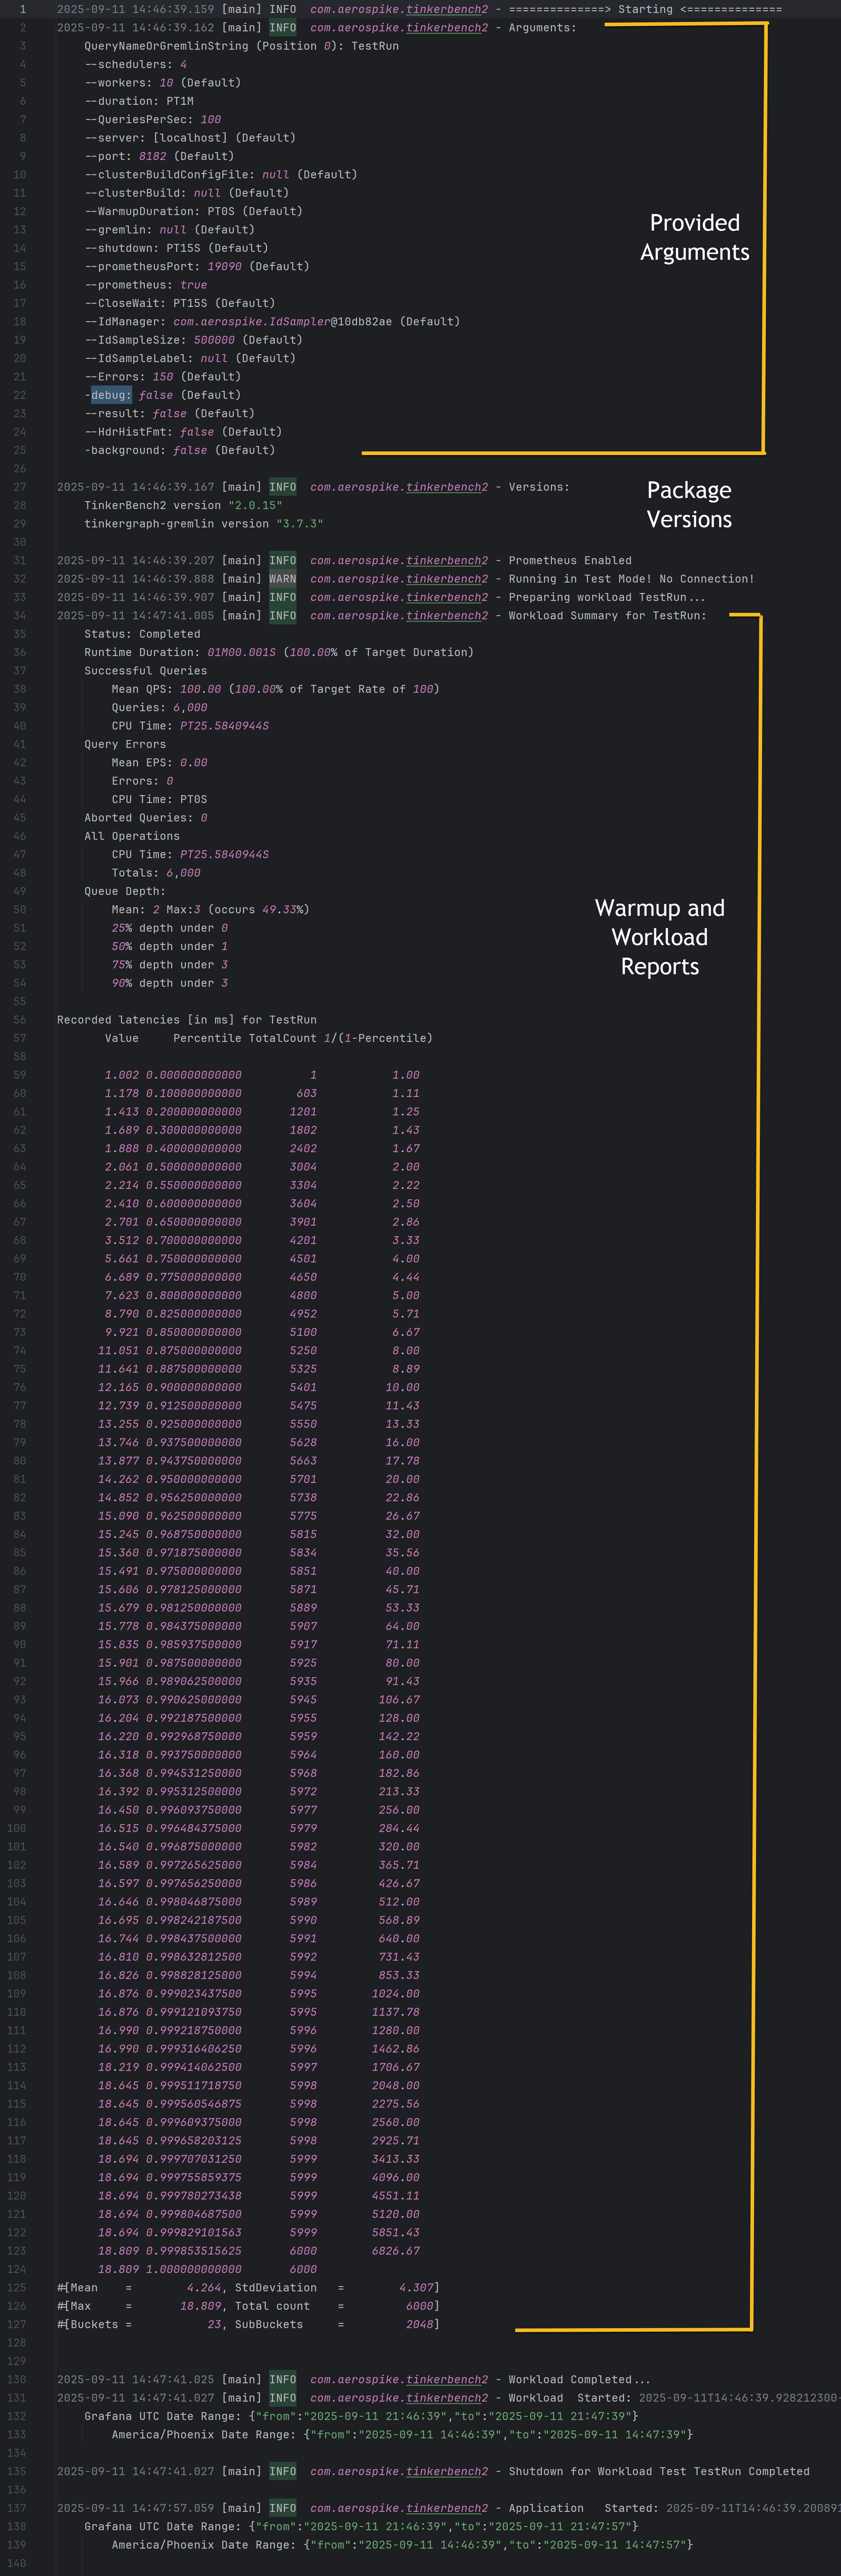 1 2025-09-11 14:46:39.159 [main] INFO com.aerospike.tinkerbench2 - ==============> Starting <==============
2 2025-09-11 14:46:39.162 [main] INFO com.aerospike.tinkerbench2 - Arguments:
3 QueryNameOrGremlinString (Position 0): TestRun
4 --schedulers: 4
5 --workers: 10 (Default)
6 --duration: PT1M
7 --QueriesPerSec: 100
8 --server: [localhost] (Default)
9 --port: 8182 (Default)
10 --clusterBuildConfigFile: null (Default)
11 --clusterBuild: null (Default)
12 --WarmupDuration: PT0S (Default)
13 --gremlin: null (Default)
14 --shutdown: PT15S (Default)
15 --prometheusPort: 19090 (Default)
16 --prometheus: true
17 --CloseWait: PT15S (Default)
18 --IdManager: com.aerospike.IdSampler@10db82ae (Default)
19 --IdSampleSize: 500000 (Default)
20 --IdSampleLabel: null (Default)
21 --Errors: 150 (Default)
22 -debug: false (Default)
23 --result: false (Default)
24 --HdrHistFmt: false (Default)
25 -background: false (Default)
Provided
Arguments
26
27 2025-09-11 14:46:39.167 [main] INFO com.aerospike.tinkerbench2 - Versions:
28 TinkerBench2 version "2.0.15"
29 tinkergraph-gremlin version "3.7.3"
Package
Versions
30
31 2025-09-11 14:46:39.207 [main] INFO com.aerospike.tinkerbench2 - Prometheus Enabled
32 2025-09-11 14:46:39.888 [main] WARN com.aerospike.tinkerbench2 - Running in Test Mode! No Connection!
33 2025-09-11 14:46:39.907 [main] INFO com.aerospike.tinkerbench2 - Preparing workload TestRun...
34 2025-09-11 14:47:41.005 [main] INFO com.aerospike.tinkerbench2 - Workload Summary for TestRun:
35 Status: Completed
36 Runtime Duration: 01M00.001S (100.00% of Target Duration)
37 Successful Queries
38 Mean QPS: 100.00 (100.00% of Target Rate of 100)
39 Queries: 6,000
40 CPU Time: PT25.5840944S
41 Query Errors
42 Mean EPS: 0.00
43 Errors: 0
44 CPU Time: PT0S
45 Aborted Queries: 0
46 All Operations
47 CPU Time: PT25.5840944S
48 Totals: 6,000
49 Queue Depth:
50 Mean: 2 Max:3 (occurs 49.33%)
51 25% depth under 0
52 50% depth under 1
53 75% depth under 3
54 90% depth under 3
Warmup and
Workload
Reports
55
56 Recorded latencies [in ms] for TestRun
57 Value Percentile TotalCount 1/(1-Percentile)
58
59 1.002 0.000000000000 1 1.00
60 1.178 0.100000000000 603 1.11
61 1.413 0.200000000000 1201 1.25
62 1.689 0.300000000000 1802 1.43
63 1.888 0.400000000000 2402 1.67
64 2.061 0.500000000000 3004 2.00
65 2.214 0.550000000000 3304 2.22
66 2.410 0.600000000000 3604 2.50
67 2.701 0.650000000000 3901 2.86
68 3.512 0.700000000000 4201 3.33
69 5.661 0.750000000000 4501 4.00
70 6.689 0.775000000000 4650 4.44
71 7.623 0.800000000000 4800 5.00
72 8.790 0.825000000000 4952 5.71
73 9.921 0.850000000000 5100 6.67
74 11.051 0.875000000000 5250 8.00
75 11.641 0.887500000000 5325 8.89
76 12.165 0.900000000000 5401 10.00
77 12.739 0.912500000000 5475 11.43
78 13.255 0.925000000000 5550 13.33
79 13.746 0.937500000000 5628 16.00
80 13.877 0.943750000000 5663 17.78
81 14.262 0.950000000000 5701 20.00
82 14.852 0.956250000000 5738 22.86
83 15.090 0.962500000000 5775 26.67
84 15.245 0.968750000000 5815 32.00
85 15.360 0.971875000000 5834 35.56
86 15.491 0.975000000000 5851 40.00
87 15.606 0.978125000000 5871 45.71
88 15.679 0.981250000000 5889 53.33
89 15.778 0.984375000000 5907 64.00
90 15.835 0.985937500000 5917 71.11
91 15.901 0.987500000000 5925 80.00
92 15.966 0.989062500000 5935 91.43
93 16.073 0.990625000000 5945 106.67
94 16.204 0.992187500000 5955 128.00
95 16.220 0.992968750000 5959 142.22
96 16.318 0.993750000000 5964 160.00
97 16.368 0.994531250000 5968 182.86
98 16.392 0.995312500000 5972 213.33
99 16.450 0.996093750000 5977 256.00
100 16.515 0.996484375000 5979 284.44
101 16.540 0.996875000000 5982 320.00
102 16.589 0.997265625000 5984 365.71
103 16.597 0.997656250000 5986 426.67
104 16.646 0.998046875000 5989 512.00
105 16.695 0.998242187500 5990 568.89
106 16.744 0.998437500000 5991 640.00
107 16.810 0.998632812500 5992 731.43
108 16.826 0.998828125000 5994 853.33
109 16.876 0.999023437500 5995 1024.00
110 16.876 0.999121093750 5995 1137.78
111 16.990 0.999218750000 5996 1280.00
112 16.990 0.999316406250 5996 1462.86
113 18.219 0.999414062500 5997 1706.67
114 18.645 0.999511718750 5998 2048.00
115 18.645 0.999560546875 5998 2275.56
116 18.645 0.999609375000 5998 2560.00
117 18.645 0.999658203125 5998 2925.71
118 18.694 0.999707031250 5999 3413.33
119 18.694 0.999755859375 5999 4096.00
120 18.694 0.999780273438 5999 4551.11
121 18.694 0.999804687500 5999 5120.00
122 18.694 0.999829101563 5999 5851.43
123 18.809 0.999853515625 6000 6826.67
124 18.809 1.000000000000 6000
125 #[Mean = 4.264, StdDeviation = 4.307]
126 #[Max = 18.809, Total count = 6000]
127 #[Buckets = 23, SubBuckets = 2048]
128
129
130 2025-09-11 14:47:41.025 [main] INFO com.aerospike.tinkerbench2 - Workload Completed...
131 2025-09-11 14:47:41.027 [main] INFO com.aerospike.tinkerbench2 - Workload Started: 2025-09-11T14:46:39.928212300-
132 Grafana UTC Date Range: {"from":"2025-09-11 21:46:39","to":"2025-09-11 21:47:39"}
133 America/Phoenix Date Range: {"from":"2025-09-11 14:46:39","to":"2025-09-11 14:47:39"}
134
135 2025-09-11 14:47:41.027 [main] INFO com.aerospike.tinkerbench2 - Shutdown for Workload Test TestRun Completed
136
137 2025-09-11 14:47:57.059 [main] INFO com.aerospike.tinkerbench2 - Application Started: 2025-09-11T14:46:39.200891
138 Grafana UTC Date Range: {"from":"2025-09-11 21:46:39","to":"2025-09-11 21:47:57"}
139 America/Phoenix Date Range: {"from":"2025-09-11 14:46:39","to":"2025-09-11 14:47:57"}
140